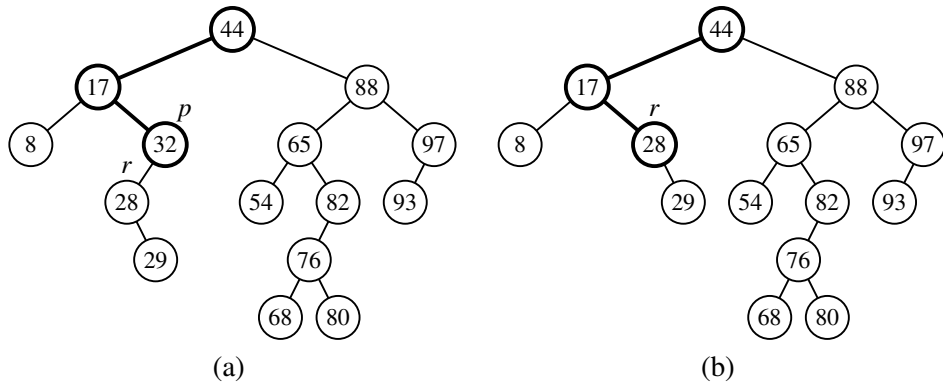 44 44
17 p 88 17 r 88
8 32 65 97 8 28 65 97
r 28 54 82 93 29 54 82 93
29 76 76
68 80 68 80
(a) (b)